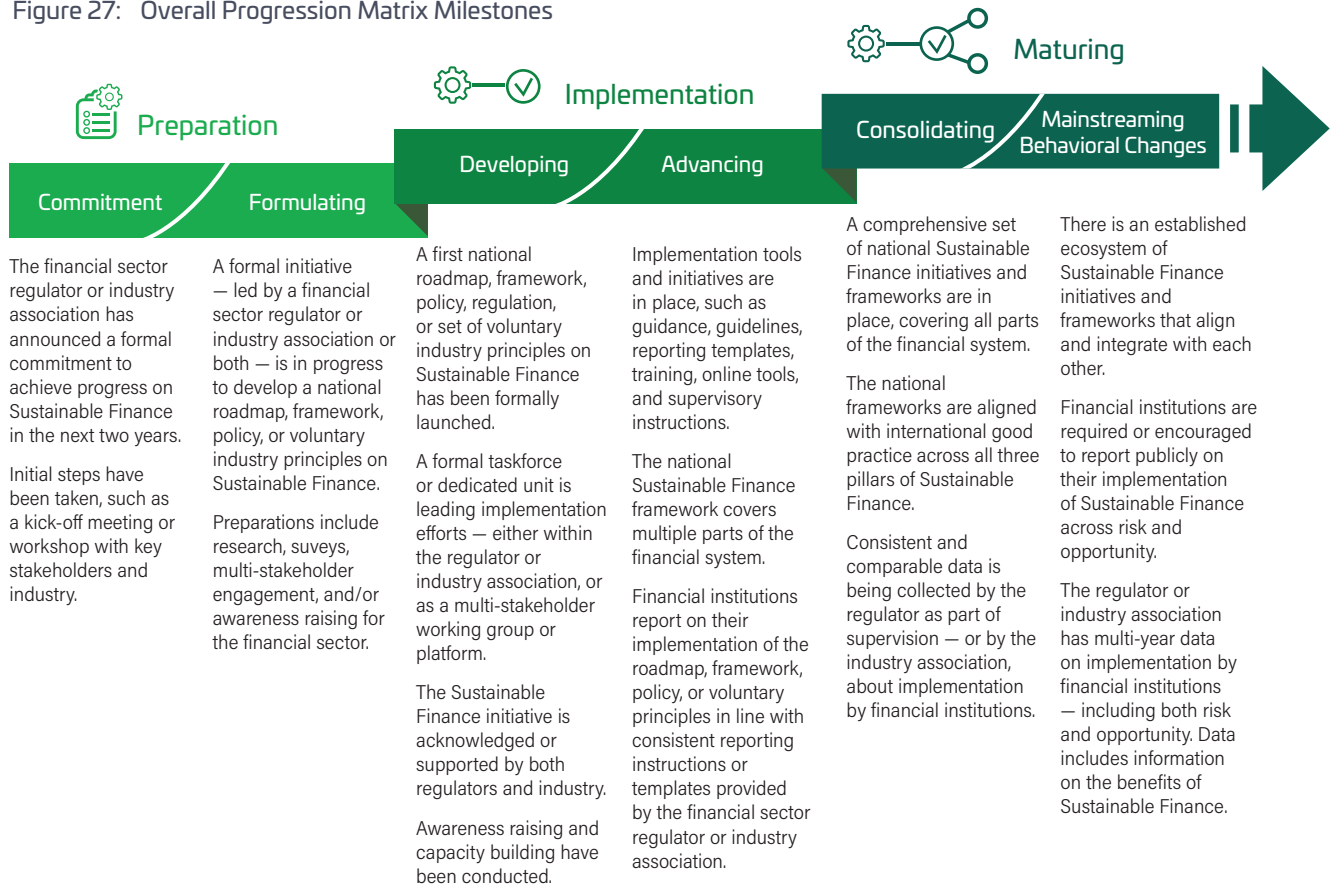 Figure 27: Overall Progression Matrix Milestones
Preparation
Commitment
Formulating
The financial sector
regulator or industry
association has
announced a formal
commitment to
achieve progress on
Sustainable Finance
in the next two years.
Initial steps have
been taken, such as
a kick-off meeting or
workshop with key
stakeholders and
industry.
A formal initiative
— led by a financial
sector regulator or
industry association or
both — is in progress
to develop a national
roadmap, framework,
policy, or voluntary
industry principles on
Sustainable Finance.
Preparations include
research, suveys,
multi-stakeholder
engagement, and/or
awareness raising for
the financial sector.
Implementation
Developing
Advancing
A first national
roadmap, framework,
policy, regulation,
or set of voluntary
industry principles on
Sustainable Finance
has been formally
launched.
A formal taskforce
or dedicated unit is
leading implementation
efforts — either within
the regulator or
industry association, or
as a multi-stakeholder
working group or
platform.
The Sustainable
Finance initiative is
acknowledged or
supported by both
regulators and industry.
Awareness raising and
capacity building have
been conducted.
Implementation tools
and initiatives are
in place, such as
guidance, guidelines,
reporting templates,
training, online tools,
and supervisory
instructions.
The national
Sustainable Finance
framework covers
multiple parts of the
financial system.
Financial institutions
report on their
implementation of the
roadmap, framework,
policy, or voluntary
principles in line with
consistent reporting
instructions or
templates provided
by the financial sector
regulator or industry
association.
Maturing
Consolidating
Mainstreaming
Behavioral Changes
A comprehensive set
of national Sustainable
Finance initiatives and
frameworks are in
place, covering all parts
of the financial system.
The national
frameworks are aligned
with international good
practice across all three
pillars of Sustainable
Finance.
Consistent and
comparable data is
being collected by the
regulator as part of
supervision — or by the
industry association,
about implementation
by financial institutions.
There is an established
ecosystem of
Sustainable Finance
initiatives and
frameworks that align
and integrate with each
other.
Financial institutions are
required or encouraged
to report publicly on
their implementation
of Sustainable Finance
across risk and
opportunity.
The regulator or
industry association
has multi-year data
on implementation by
financial institutions
— including both risk
and opportunity. Data
includes information
on the benefits of
Sustainable Finance.